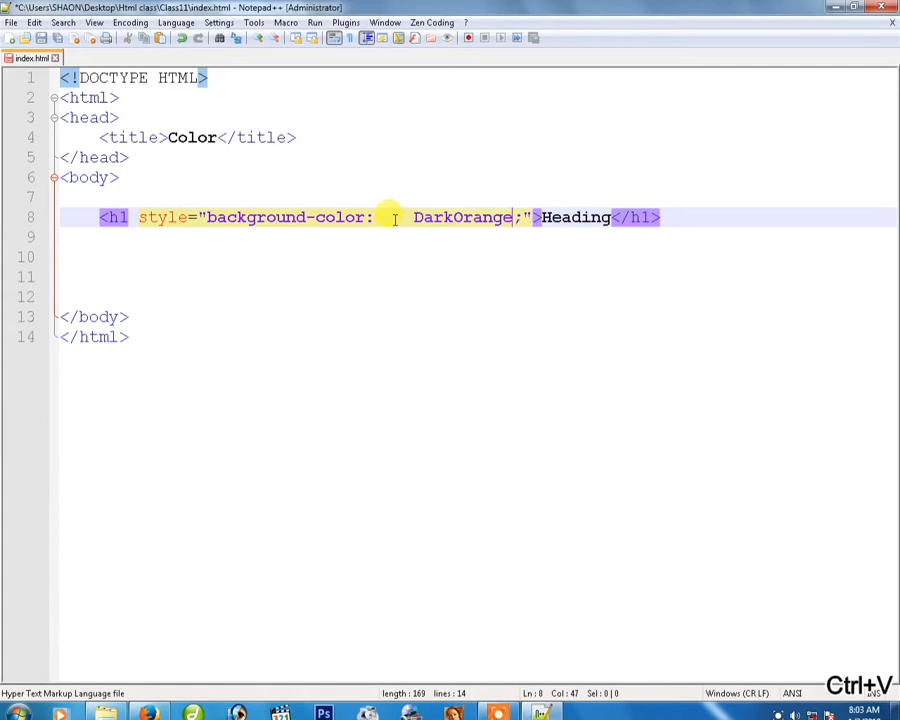 *C:\Users\SHAON\Desktop\Html class\Class11\index.html - Notepad++ [Administrator]
File Edit Search View Encoding Language Settings Tools Macro Run Plugins Window Zen Coding ? X
index.html
1 <!DOCTYPE HTML>
2 <html>
3 <head>
4 <title>Color</title>
5 </head>
6 <body>
7
8 <h1 style="background-color: DarkOrange;">Heading</h1>
9
10
11
12
13 </body>
14 </html>
Ctrl+V
Hyper Text Markup Language file length : 169 lines : 14 Ln : 8 Col : 47 Sel : 0 | 0 Windows (CR LF) ANSI INS
Ps 8:03 AM